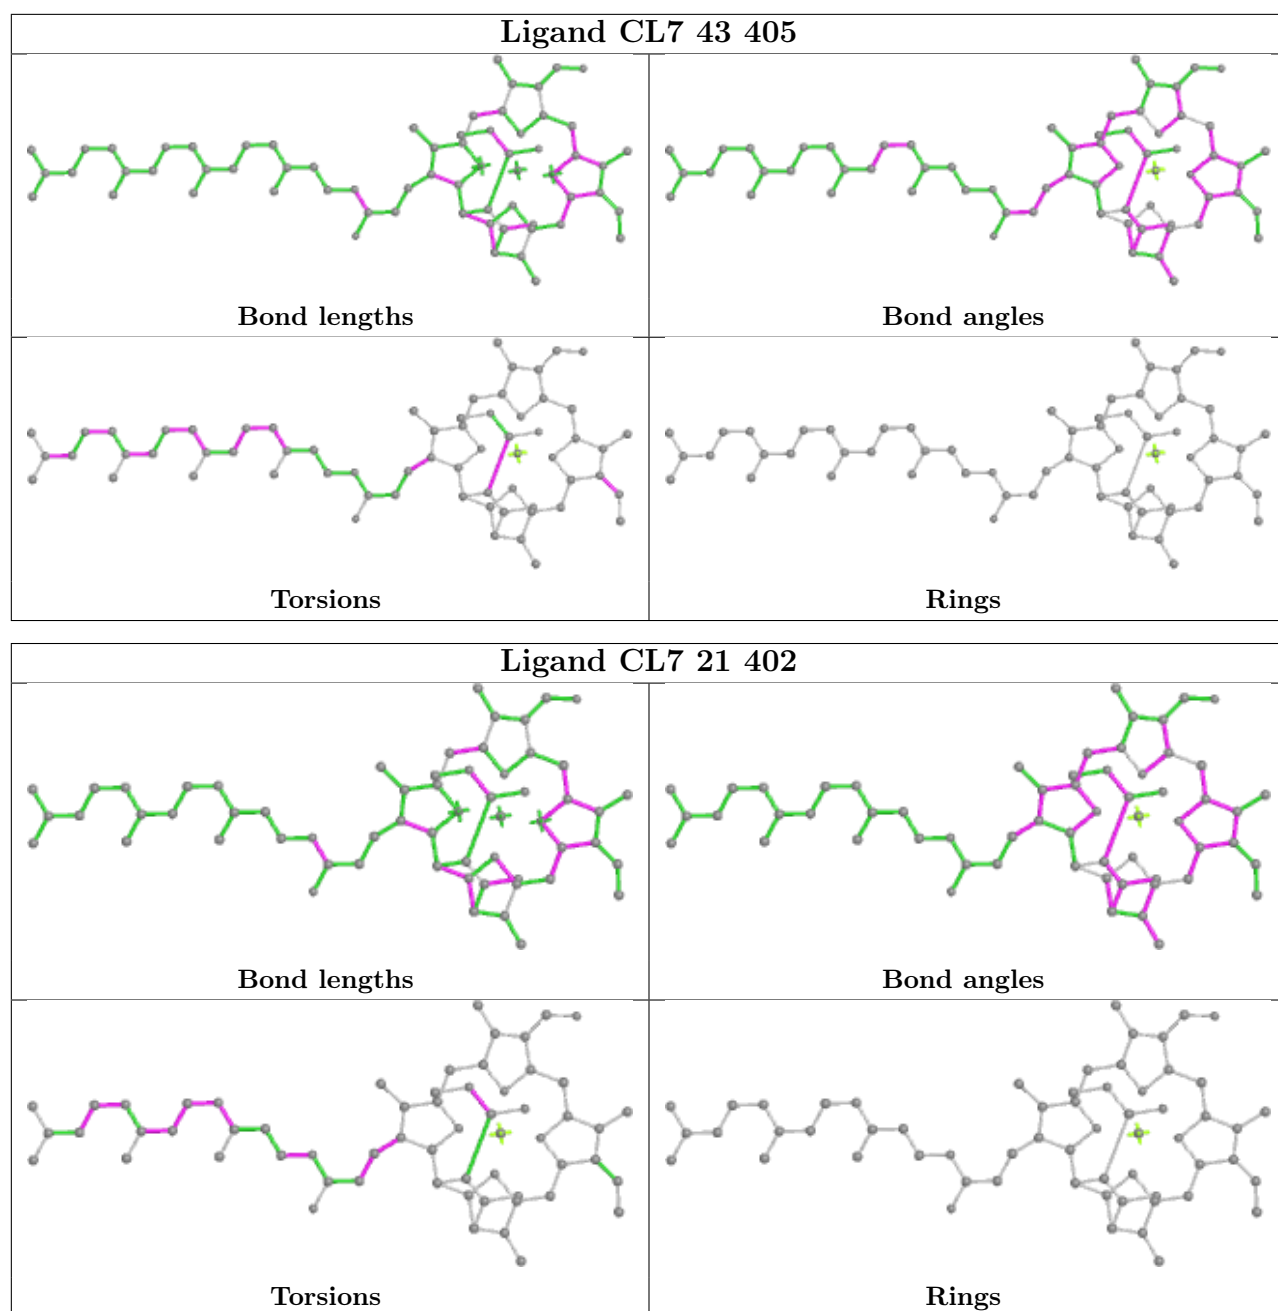 Ligand CL7 43 405
Bond lengths
Bond angles
Torsions
Rings
Ligand CL7 21 402
Bond lengths
Bond angles
Torsions
Rings